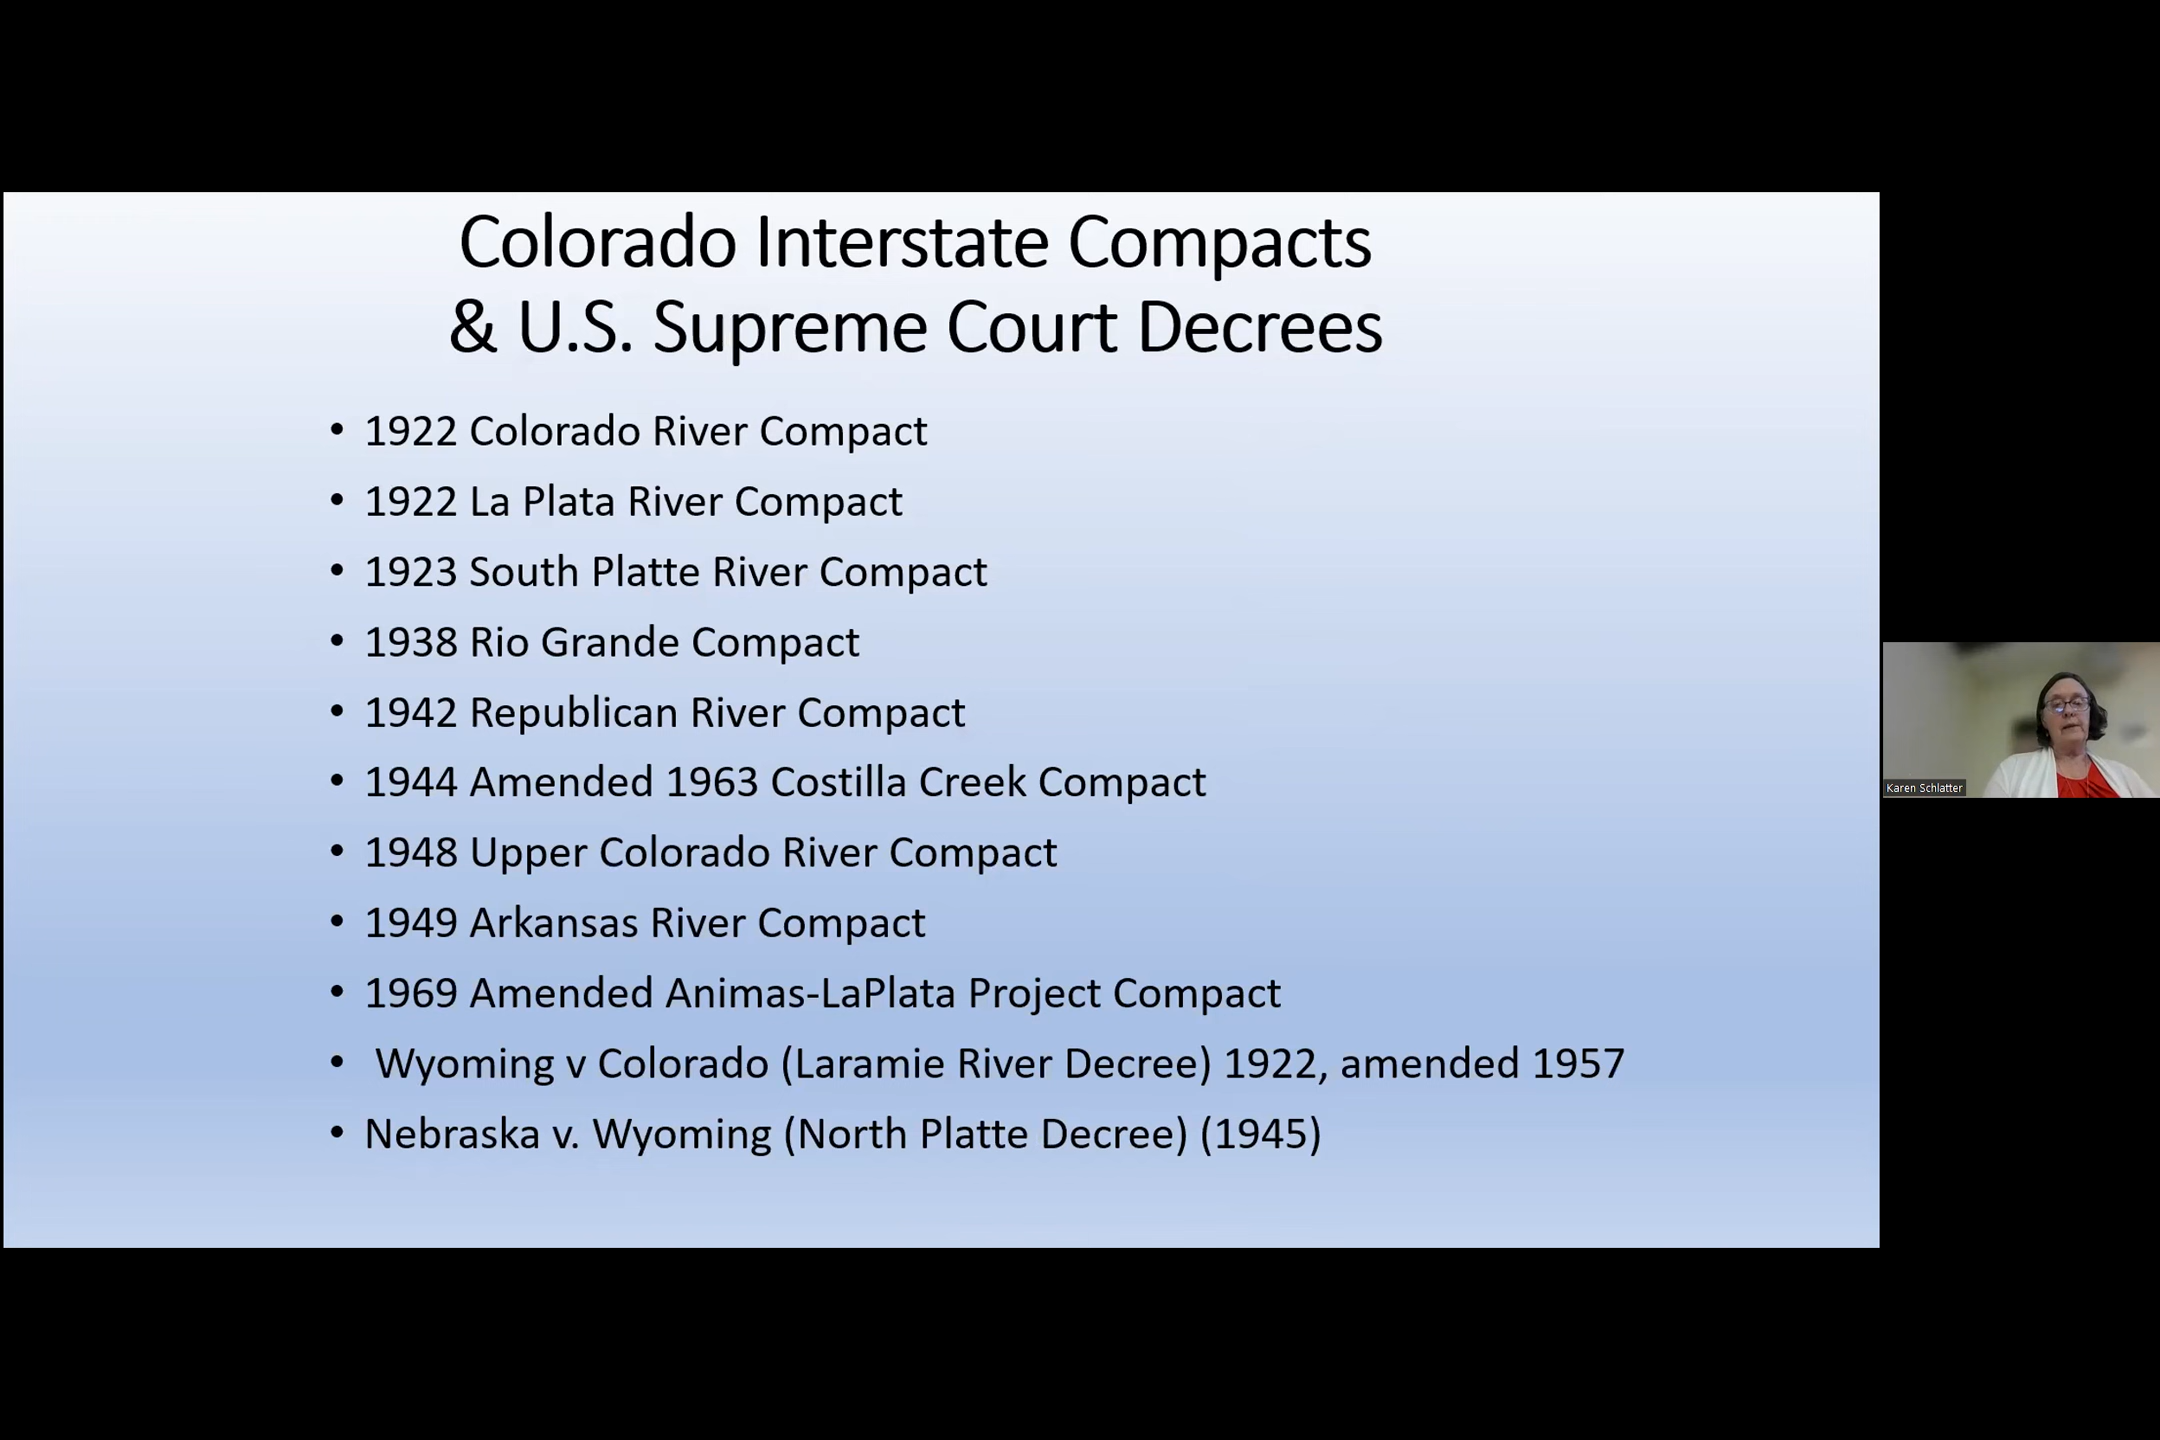 Colorado Interstate Compacts
& U.S. Supreme Court Decrees
• 1922 Colorado River Compact
• 1922 La Plata River Compact
• 1923 South Platte River Compact
• 1938 Rio Grande Compact
• 1942 Republican River Compact
• 1944 Amended 1963 Costilla Creek Compact
• 1948 Upper Colorado River Compact
• 1949 Arkansas River Compact
• 1969 Amended Animas-LaPlata Project Compact
• Wyoming v Colorado (Laramie River Decree) 1922, amended 1957
• Nebraska v. Wyoming (North Platte Decree) (1945)
Karen Schlatter